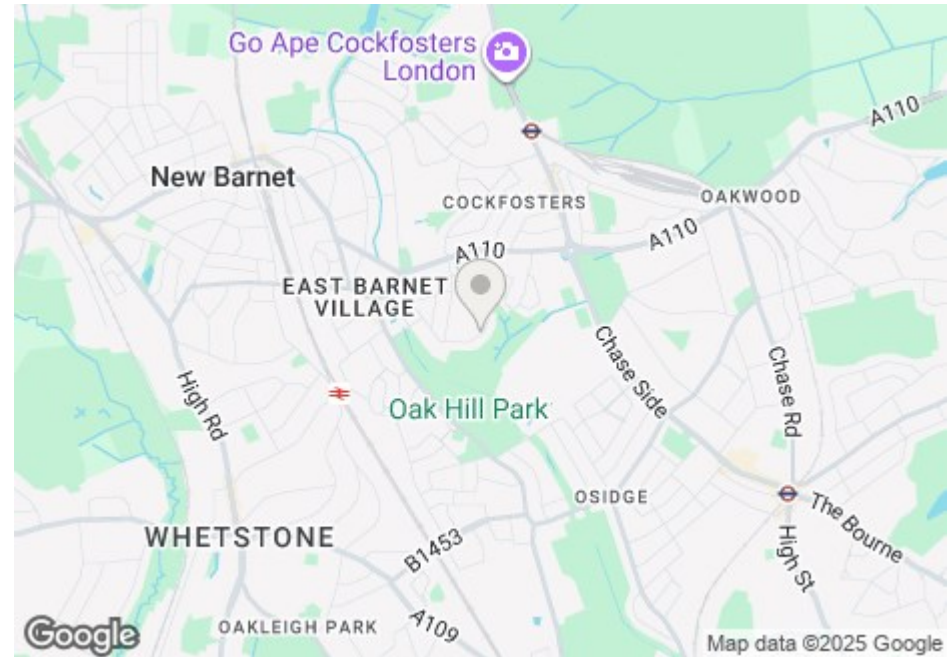 Go Ape Cockfosters
London
A110
New Barnet
COCKFOSTERS
OAKWOOD
A110
A110
EAST BARNET
VILLAGE
High Rd
Chase Side
Chase Rd
Oak Hill Park
OSIDGE
The Bourne
WHETSTONE
B1453
High St
OAKLEIGH PARK
A109
Google
Map data ©2025 Google